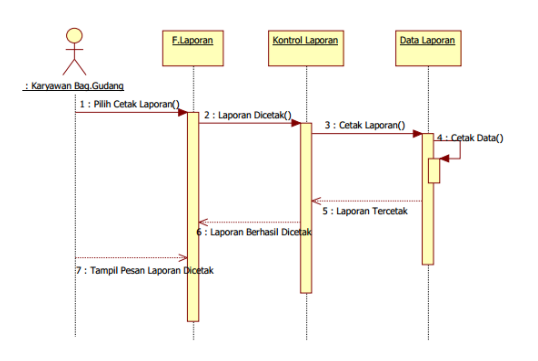 F.Laporan
Kontrol Laporan
Data Laporan
: Karyawan Bag.Gudang
1 : Pilih Cetak Laporan()
2 : Laporan Dicetak()
3 : Cetak Laporan()
4 : Cetak Data()
5 : Laporan Tercetak
6 : Laporan Berhasil Dicetak
7 : Tampil Pesan Laporan Dicetak